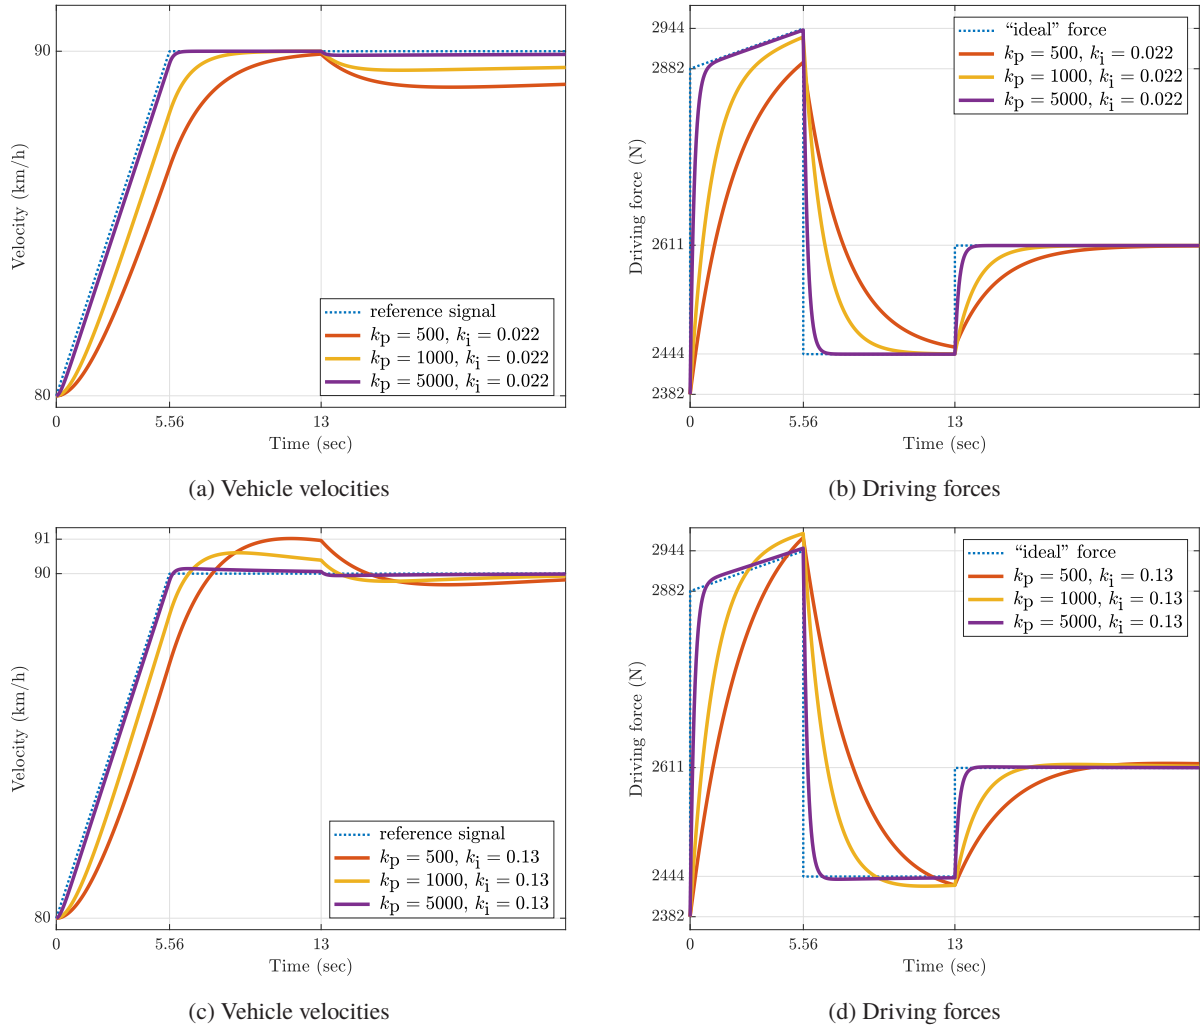 90
80
0
5.56
13
Velocity (km/h)
Time (sec)
reference signal
kp = 500, ki = 0.022
kp = 1000, ki = 0.022
kp = 5000, ki = 0.022
(a) Vehicle velocities
2944
2882
2611
2444
2382
0
5.56
13
Driving force (N)
Time (sec)
“ideal” force
kp = 500, ki = 0.022
kp = 1000, ki = 0.022
kp = 5000, ki = 0.022
(b) Driving forces
91
90
80
0
5.56
13
Velocity (km/h)
Time (sec)
reference signal
kp = 500, ki = 0.13
kp = 1000, ki = 0.13
kp = 5000, ki = 0.13
(c) Vehicle velocities
2944
2882
2611
2444
2382
0
5.56
13
Driving force (N)
Time (sec)
“ideal” force
kp = 500, ki = 0.13
kp = 1000, ki = 0.13
kp = 5000, ki = 0.13
(d) Driving forces